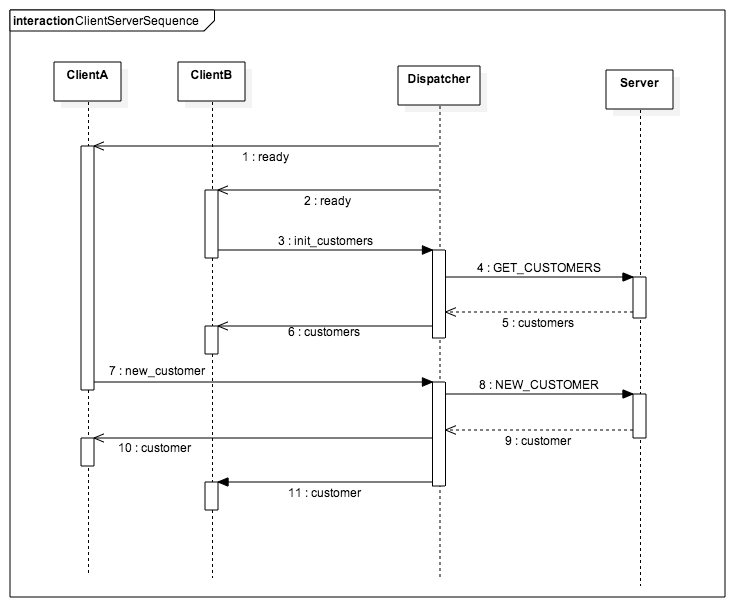 interaction ClientServerSequence
ClientA
ClientB
Dispatcher
Server
1 : ready
2 : ready
3 : init_customers
4 : GET_CUSTOMERS
5 : customers
6 : customers
7 : new_customer
8 : NEW_CUSTOMER
9 : customer
10 : customer
11 : customer